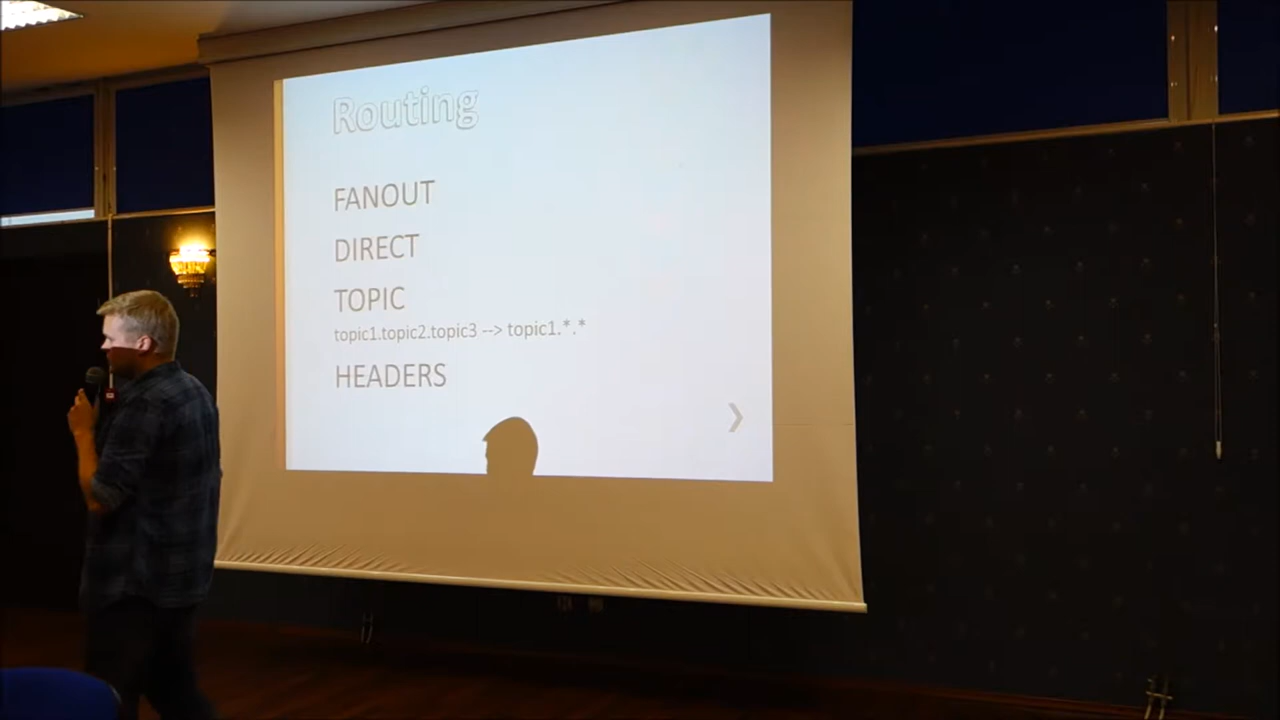 Routing
FANOUT
DIRECT
TOPIC
topic1.topic2.topic3 --> topic1.*.*
HEADERS